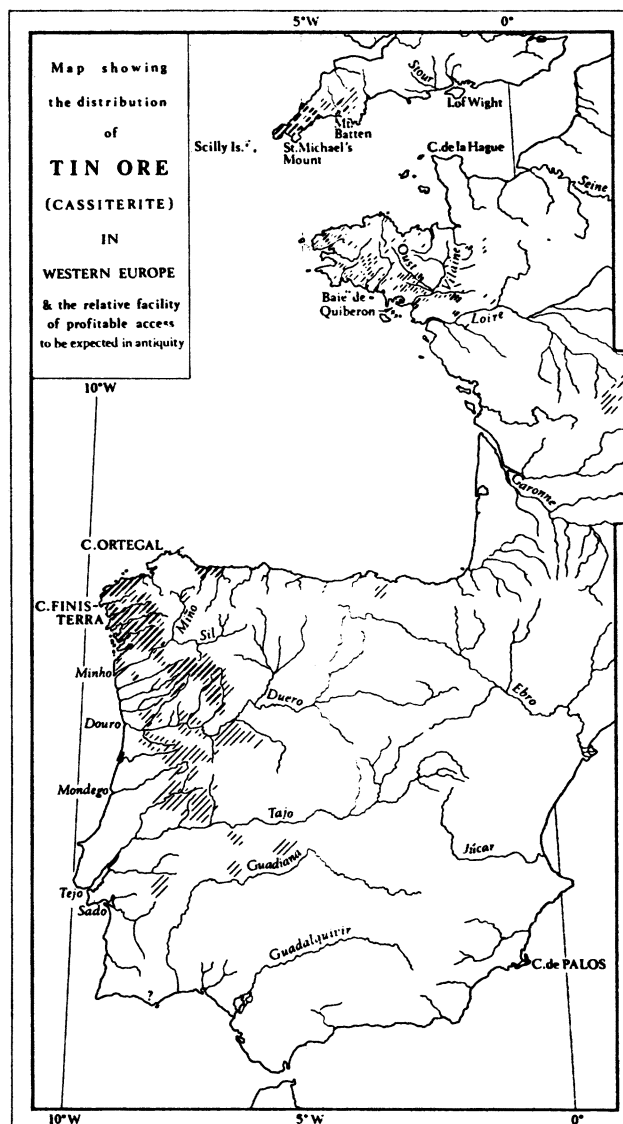 5°W 0°
Map showing
the distribution
of
TIN ORE
(CASSITERITE)
IN
WESTERN EUROPE
& the relative facility
of profitable access
to be expected in antiquity
Stour
I.of Wight
Mt.
Batten
Scilly Is.
St.Michael's
Mount
C.de la Hague
Seine
Oust
Vilaine
Baie de
Quiberon
Loire
10°W
Garonne
C.ORTEGAL
C.FINIS-
TERRA
Miño
Sil
Minho
Duero
Ebro
Douro
Mondego
Tajo
Júcar
Guadiana
Tejo
Sado
Guadalquivir
C.de PALOS
?
10°W 5°W 0°